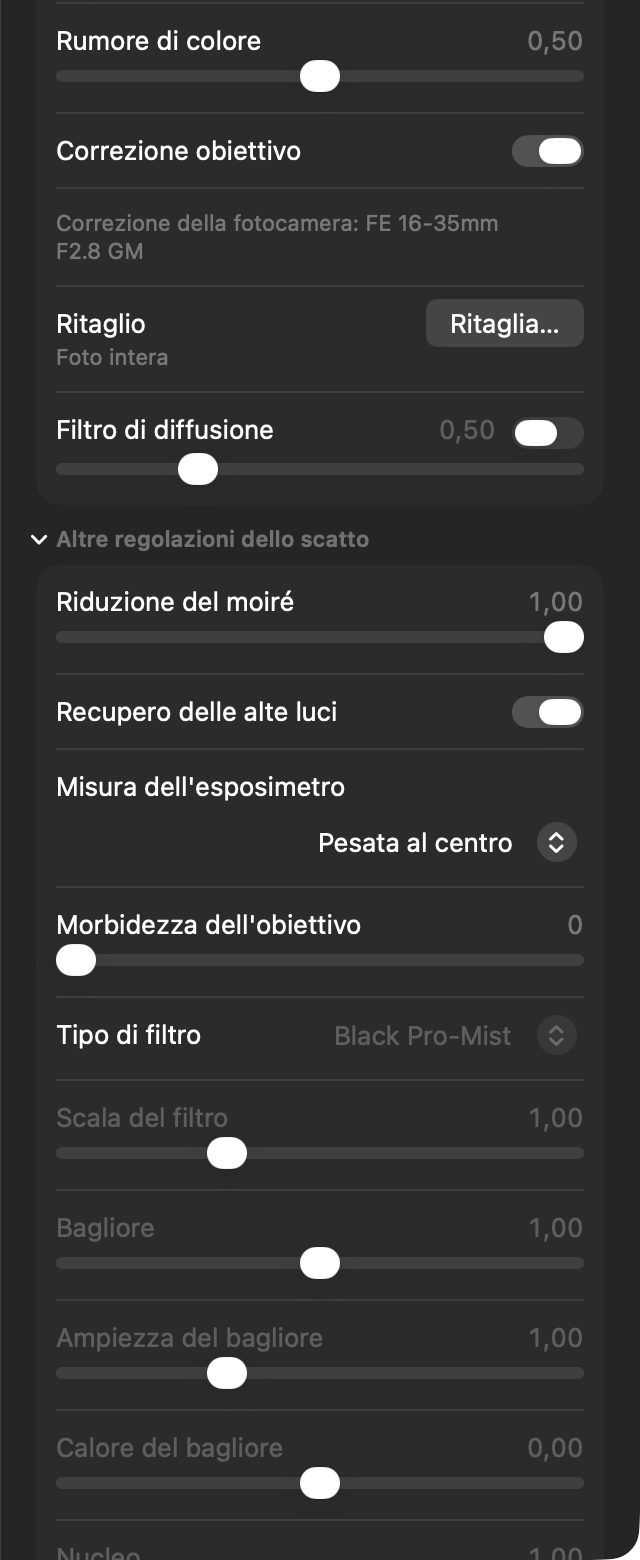 Rumore di colore 0,50
Correzione obiettivo
Correzione della fotocamera: FE 16-35mm
F2.8 GM
Ritaglio Ritaglia...
Foto intera
Filtro di diffusione 0,50
Altre regolazioni dello scatto
Riduzione del moiré 1,00
Recupero delle alte luci
Misura dell'esposimetro
Pesata al centro
Morbidezza dell'obiettivo 0
Tipo di filtro Black Pro-Mist
Scala del filtro 1,00
Bagliore 1,00
Ampiezza del bagliore 1,00
Calore del bagliore 0,00
Nucleo 1,00